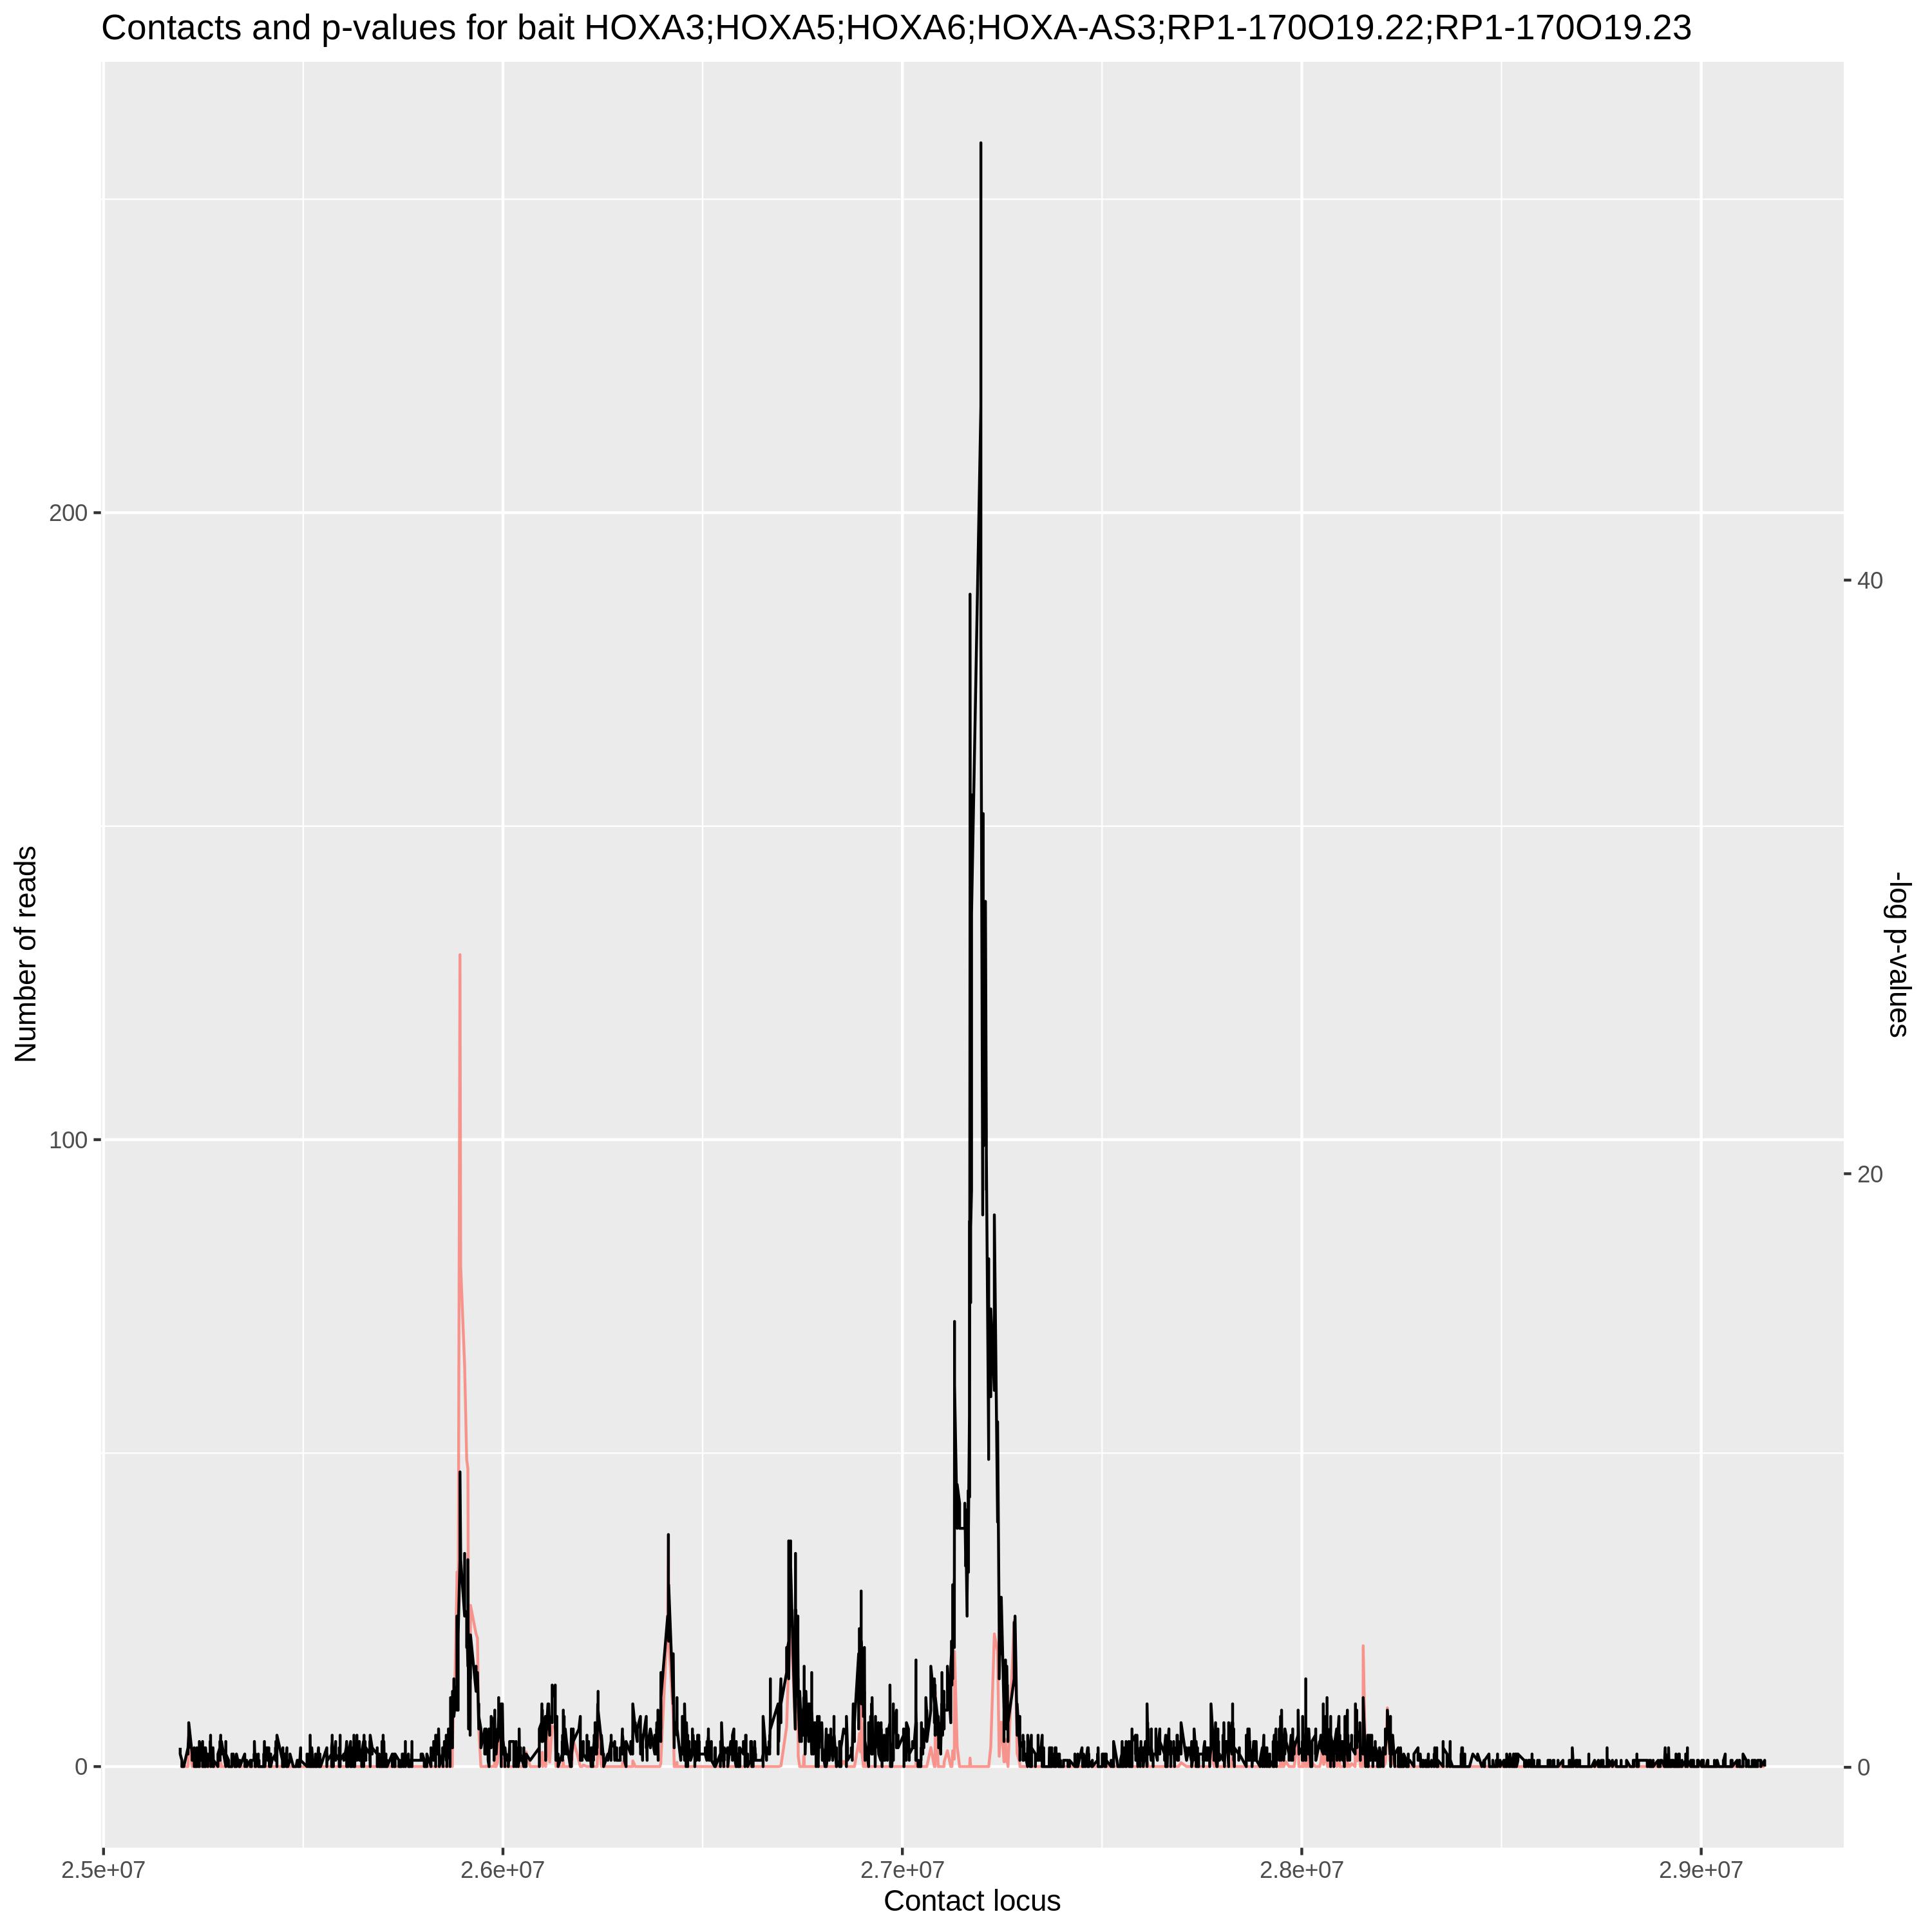 Contacts and p-values for bait HOXA3;HOXA5;HOXA6;HOXA-AS3;RP1-170O19.22;RP1-170O19.23
200
40
Number of reads
-log p-values
100
20
0
0
2.5e+07
2.6e+07
2.7e+07
2.8e+07
2.9e+07
Contact locus